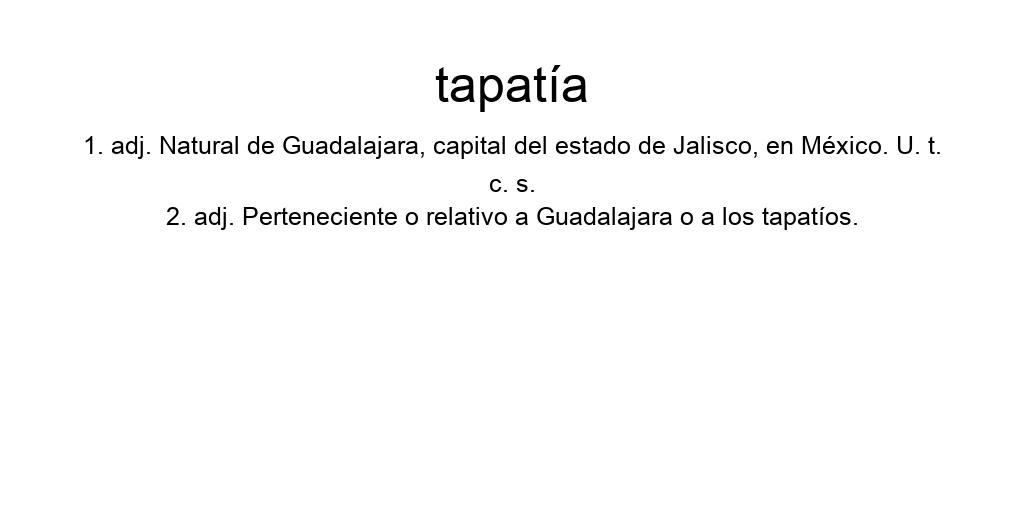 tapatía
1. adj. Natural de Guadalajara, capital del estado de Jalisco, en México. U. t.
c. s.
2. adj. Perteneciente o relativo a Guadalajara o a los tapatíos.